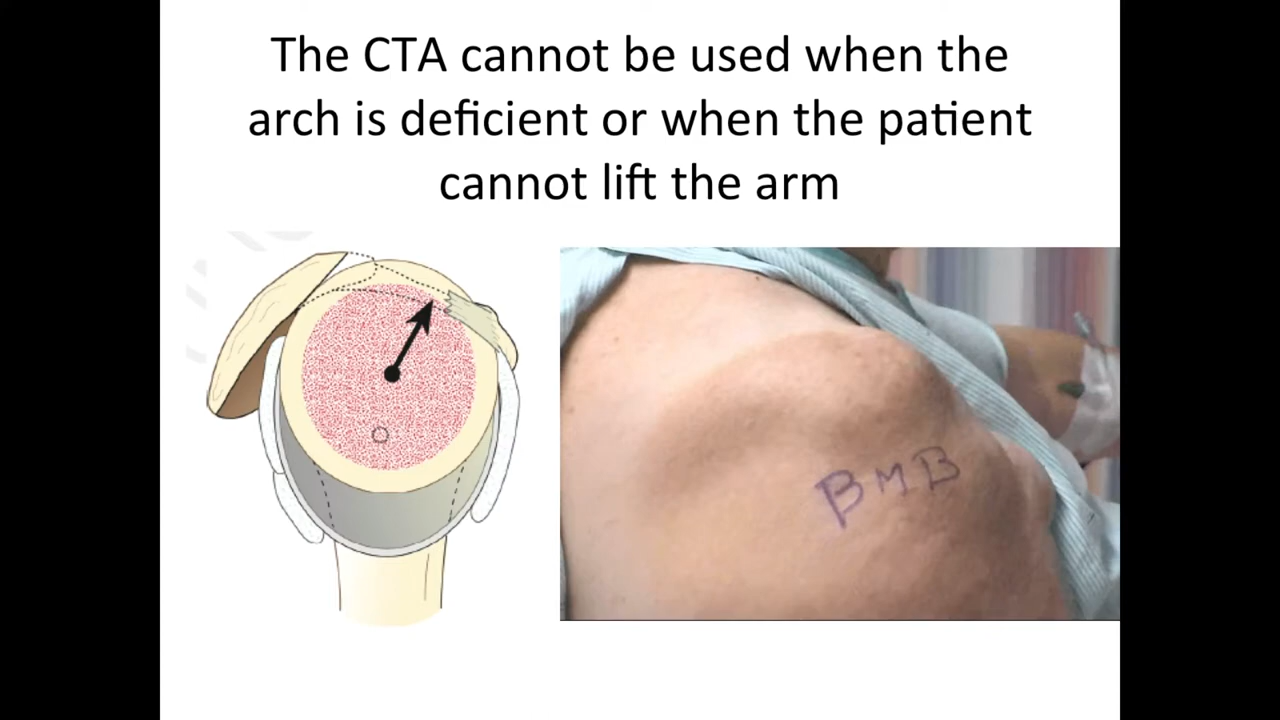 The CTA cannot be used when the
arch is deficient or when the patient
cannot lift the arm
BMB